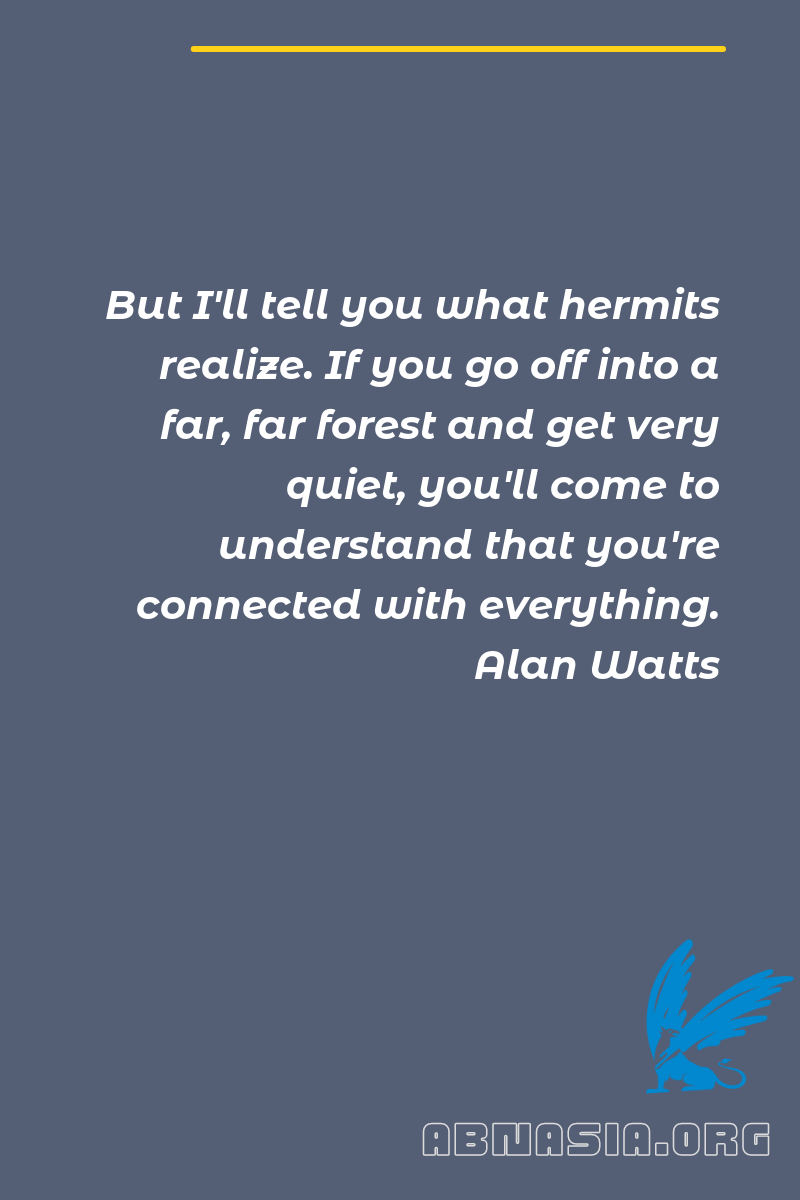 But I'll tell you what hermits
realize. If you go off into a
far, far forest and get very
quiet, you'll come to
understand that you're
connected with everything.
Alan Watts
ABNASIA.ORG